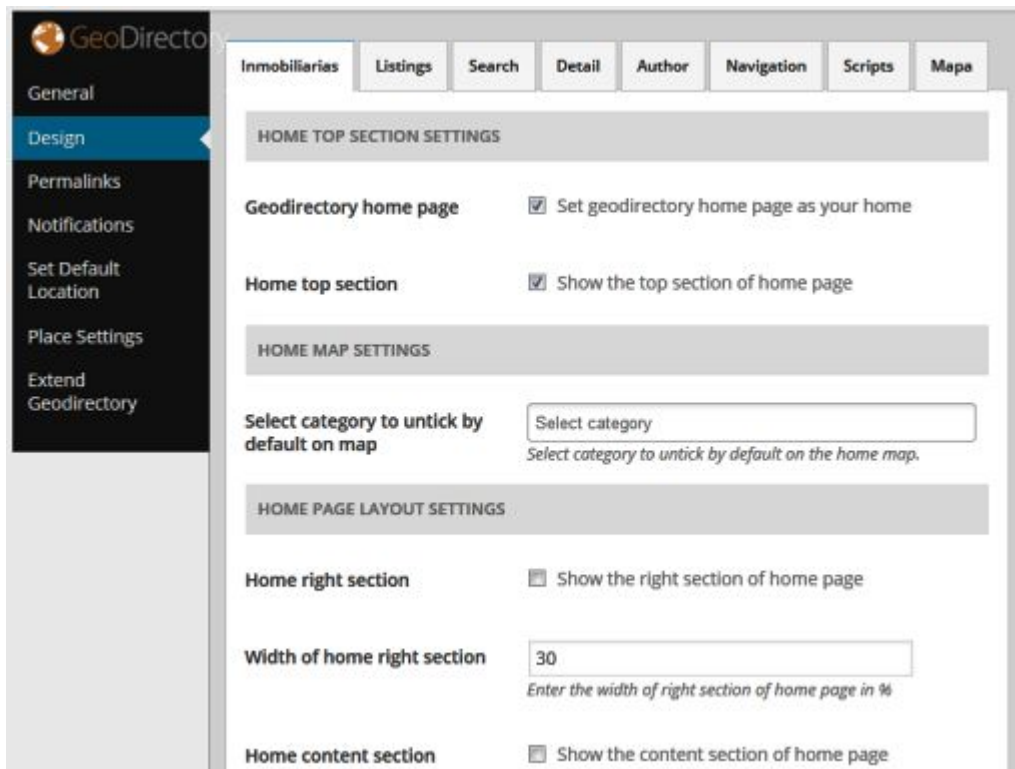 GeoDirectory
General
Design
Permalinks
Notifications
Set Default
Location
Place Settings
Extend
Geodirectory
Inmobiliarias Listings Search Detail Author Navigation Scripts Mapa
HOME TOP SECTION SETTINGS
Geodirectory home page Set geodirectory home page as your home
Home top section Show the top section of home page
HOME MAP SETTINGS
Select category to untick by
default on map
Select category
Select category to untick by default on the home map.
HOME PAGE LAYOUT SETTINGS
Home right section Show the right section of home page
Width of home right section 30
Enter the width of right section of home page in %
Home content section Show the content section of home page